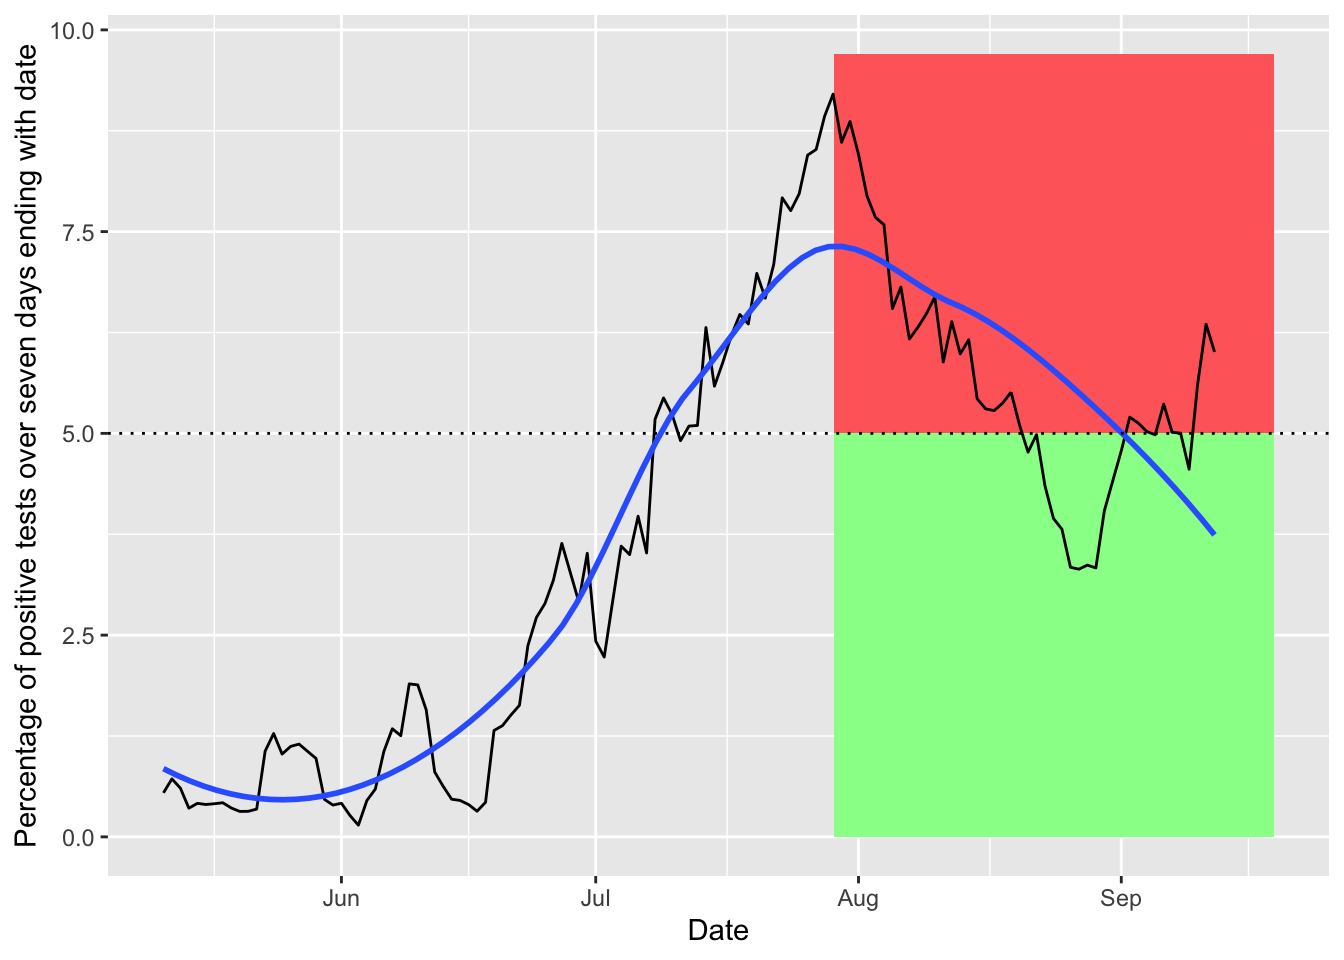 Percentage of positive tests over seven days ending with date
10.0
7.5
5.0
2.5
0.0
Jun Jul Aug Sep
Date